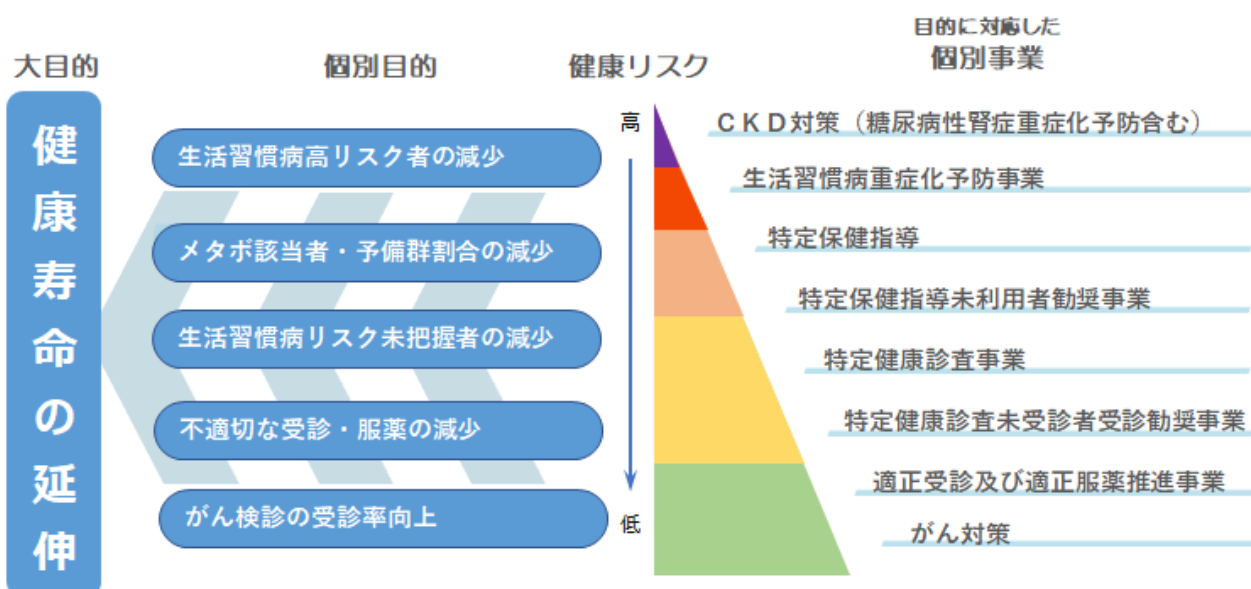 大目的
個別目的
健康リスク
目的に対応した
個別事業
健康寿命の延伸
生活習慣病高リスク者の減少
メタボ該当者・予備群割合の減少
生活習慣病リスク未把握者の減少
不適切な受診・服薬の減少
がん検診の受診率向上
高
低
ＣＫＤ対策（糖尿病性腎症重症化予防含む）
生活習慣病重症化予防事業
特定保健指導
特定保健指導未利用者勧奨事業
特定健康診査事業
特定健康診査未受診者受診勧奨事業
適正受診及び適正服薬推進事業
がん対策